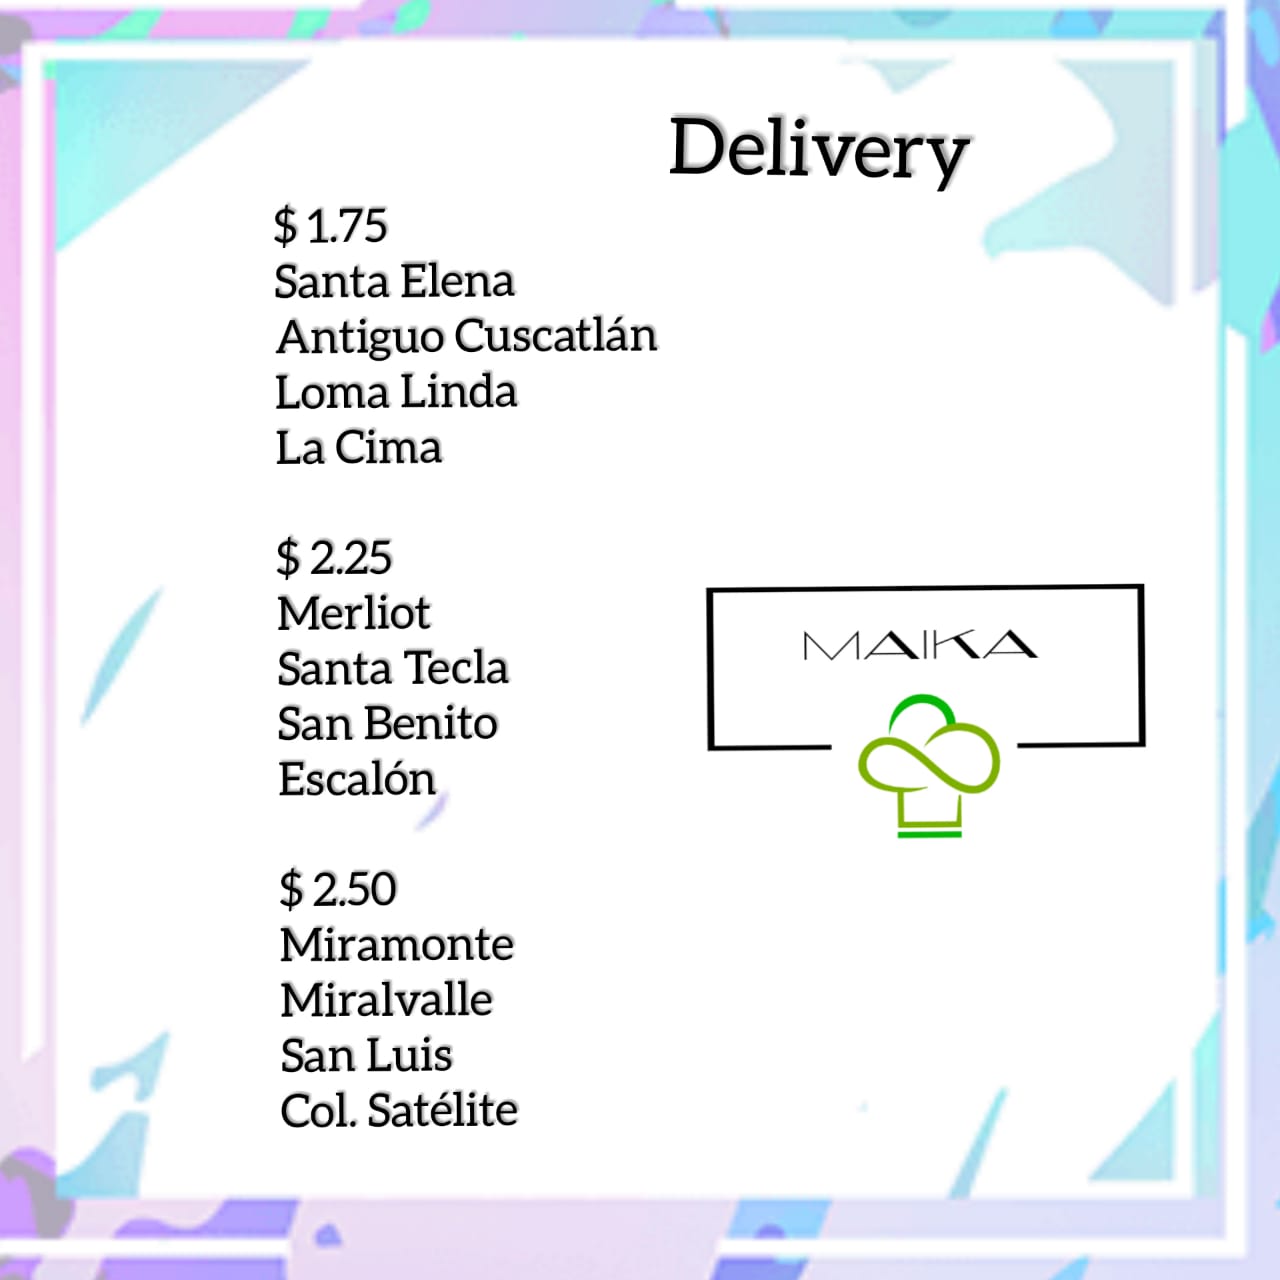 Delivery
$ 1.75
Santa Elena
Antiguo Cuscatlán
Loma Linda
La Cima
$ 2.25
Merliot
Santa Tecla
San Benito
Escalón
MAIKA
$ 2.50
Miramonte
Miralvalle
San Luis
Col. Satélite